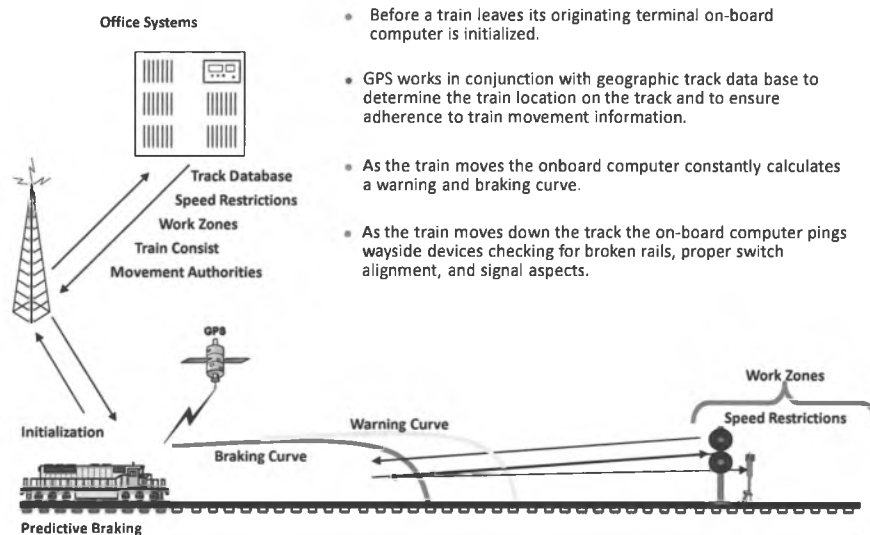 Office Systems
Before a train leaves its originating terminal on-board
computer is initialized.
GPS works in conjunction with geographic track data base to
determine the train location on the track and to ensure
adherence to train movement information.
As the train moves the onboard computer constantly calculates
a warning and braking curve.
As the train moves down the track the on-board computer pings
wayside devices checking for broken rails, proper switch
alignment, and signal aspects.
Track Database
Speed Restrictions
Work Zones
Train Consist
Movement Authorities
GPS
Work Zones
Speed Restrictions
Warning Curve
Initialization
Braking Curve
Predictive Braking